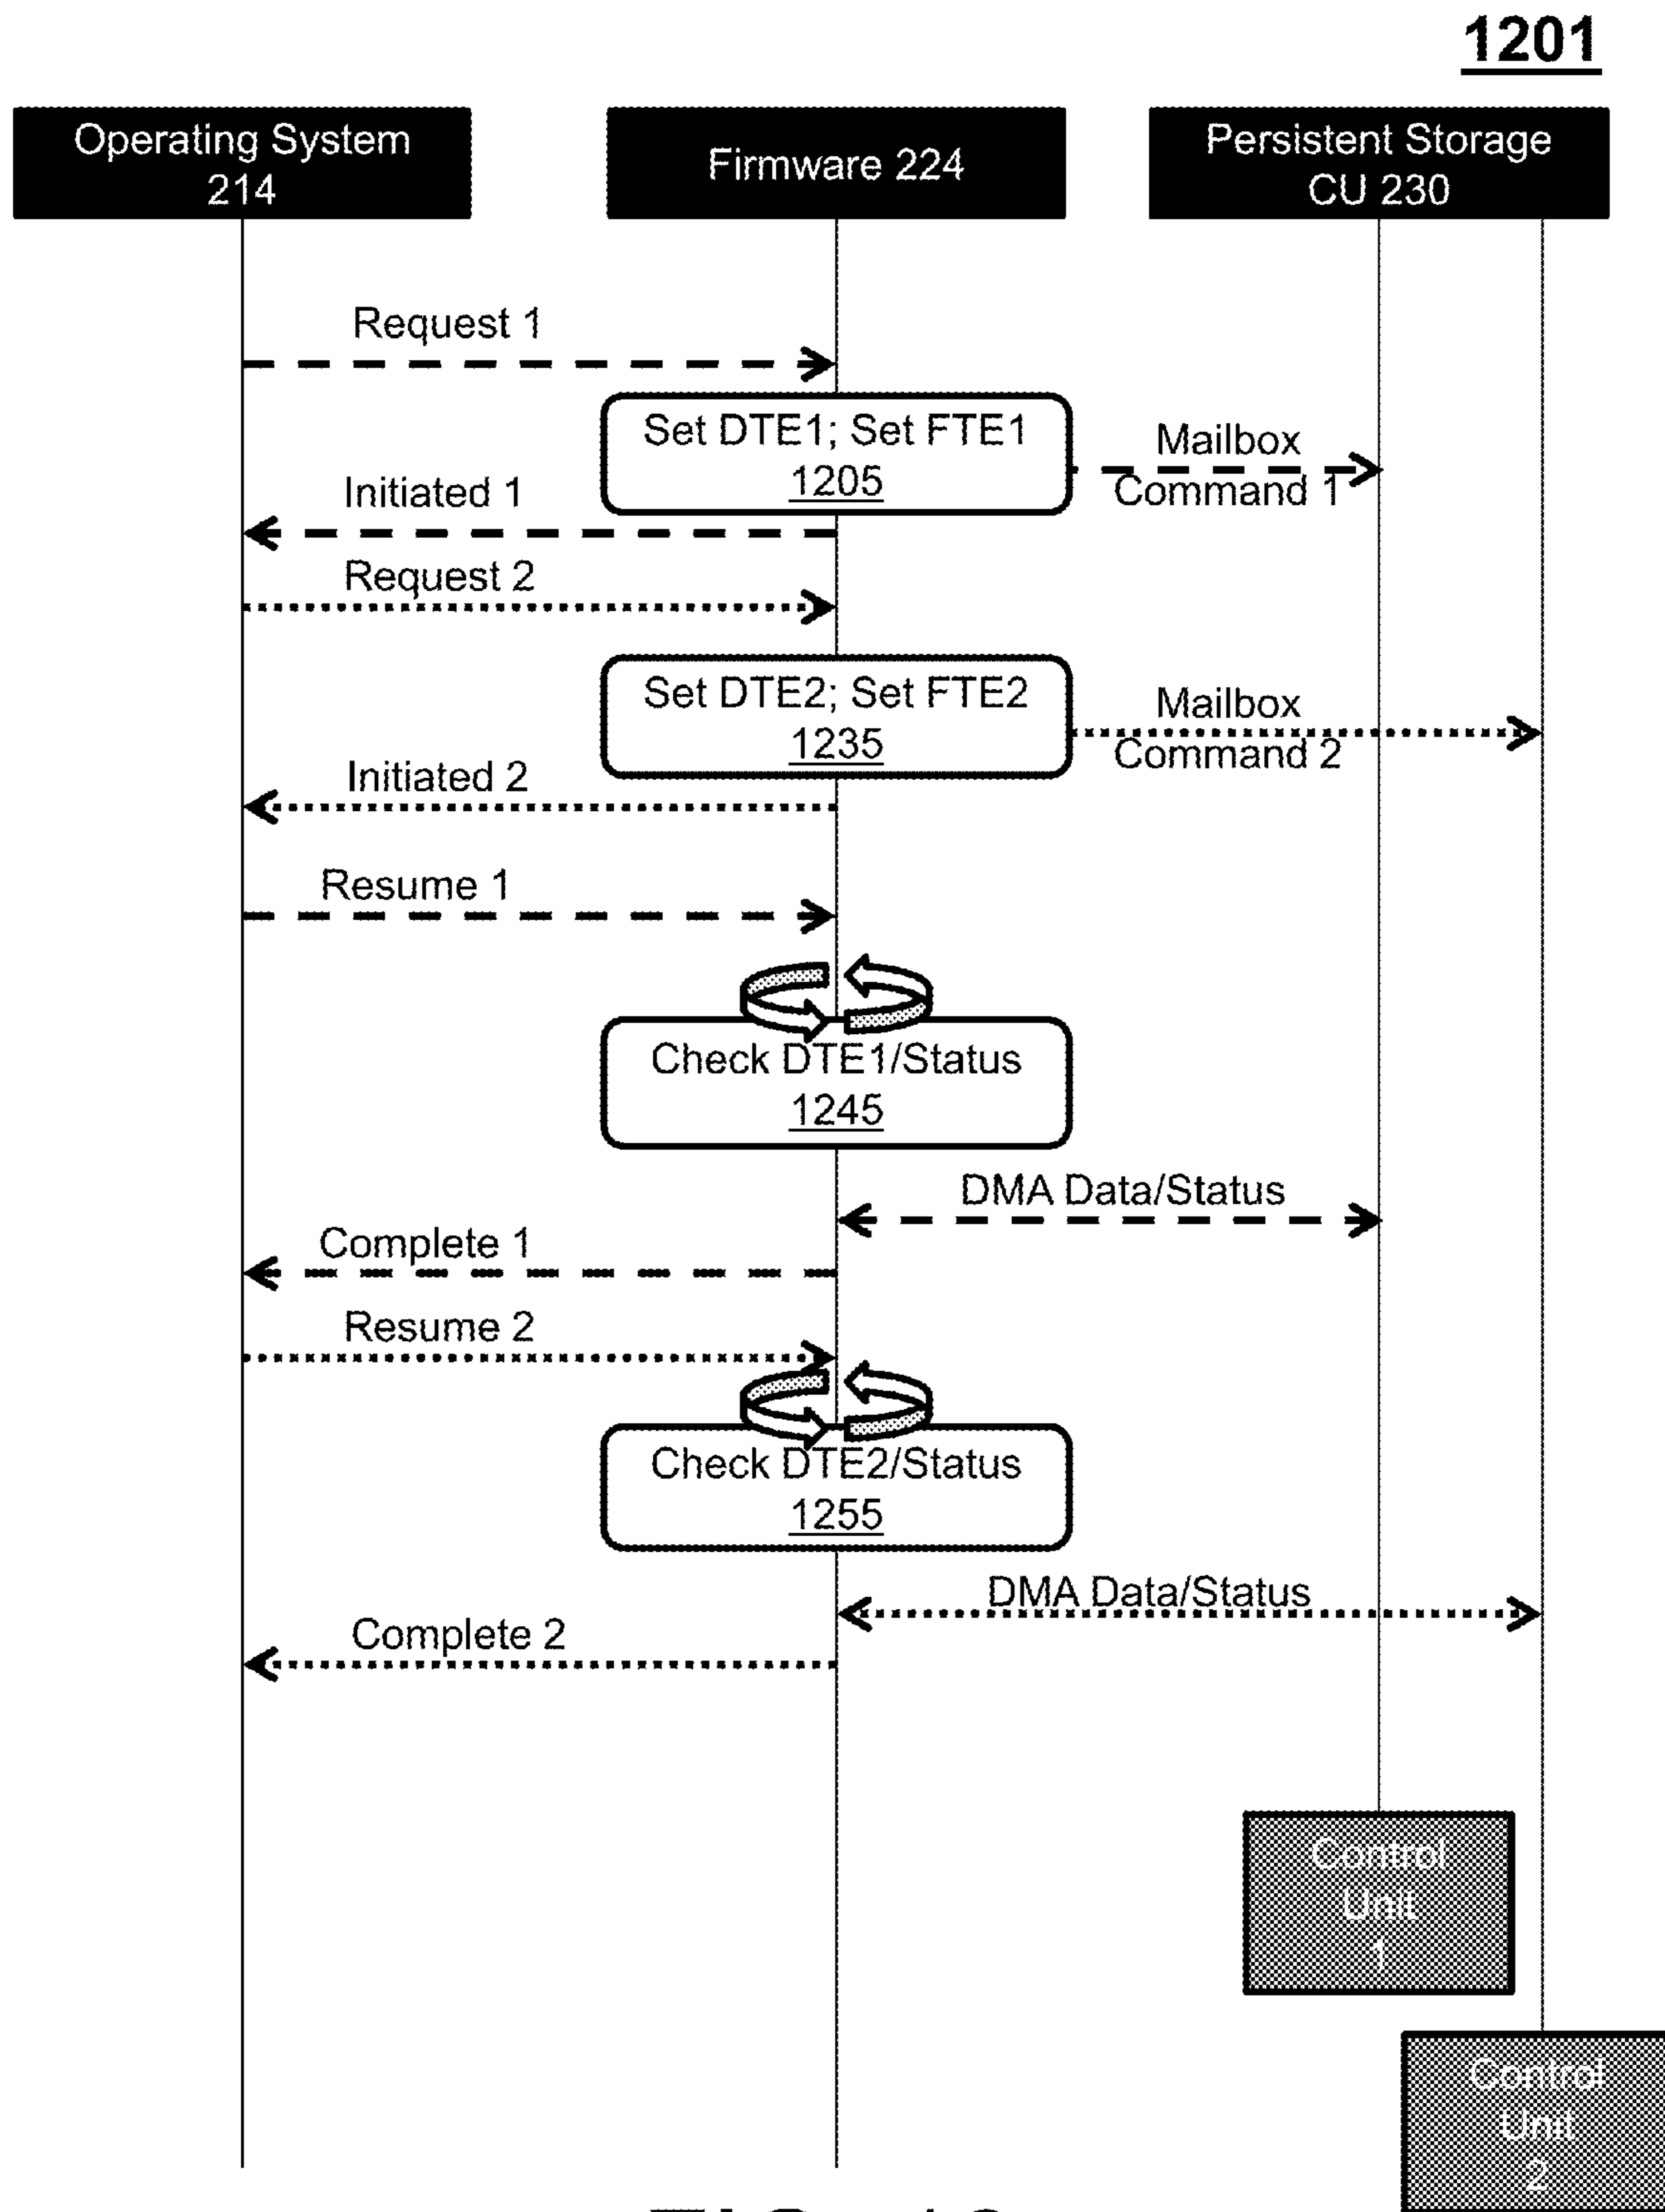 1201
Operating System
214
Firmware 224
Persistent Storage
CU 230
Request 1
Set DTE1; Set FTE1
1205
Mailbox
Command 1
Initiated 1
Request 2
Set DTE2; Set FTE2
1235
Mailbox
Command 2
Initiated 2
Resume 1
Check DTE1/Status
1245
DMA Data/Status
Complete 1
Resume 2
Check DTE2/Status
1255
DMA Data/Status
Complete 2
Control
Unit
1
Control
Unit
2